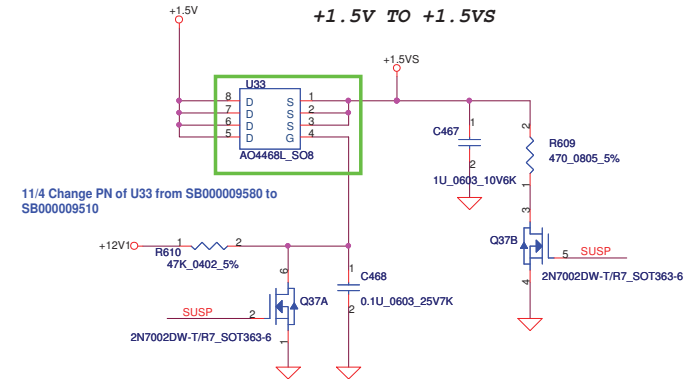 +1.5V
+1.5V TO +1.5VS
+1.5VS
U33
8 D S 1
7 D S 2
6 D S 3
5 D G 4
AO4468L_SO8
C467
1
2
1U_0603_10V6K
2
R609
470_0805_5%
1
11/4 Change PN of U33 from SB000009580 to
SB000009510
+12V1
1
2
R610
47K_0402_5%
3
Q37B
5
SUSP
4
2N7002DW-T/R7_SOT363-6
6
Q37A
SUSP
2
1
2N7002DW-T/R7_SOT363-6
1
C468
0.1U_0603_25V7K
2